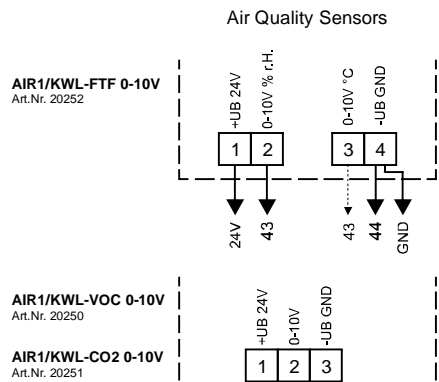 Air Quality Sensors
AIR1/KWL-FTF 0-10V
Art.Nr. 20252
+UB 24V
0-10V % r.H.
0-10V °C
-UB GND
1 2 3 4
24V
43
43
44
GND
AIR1/KWL-VOC 0-10V
Art.Nr. 20250
AIR1/KWL-CO2 0-10V
Art.Nr. 20251
+UB 24V
0-10V
-UB GND
1 2 3